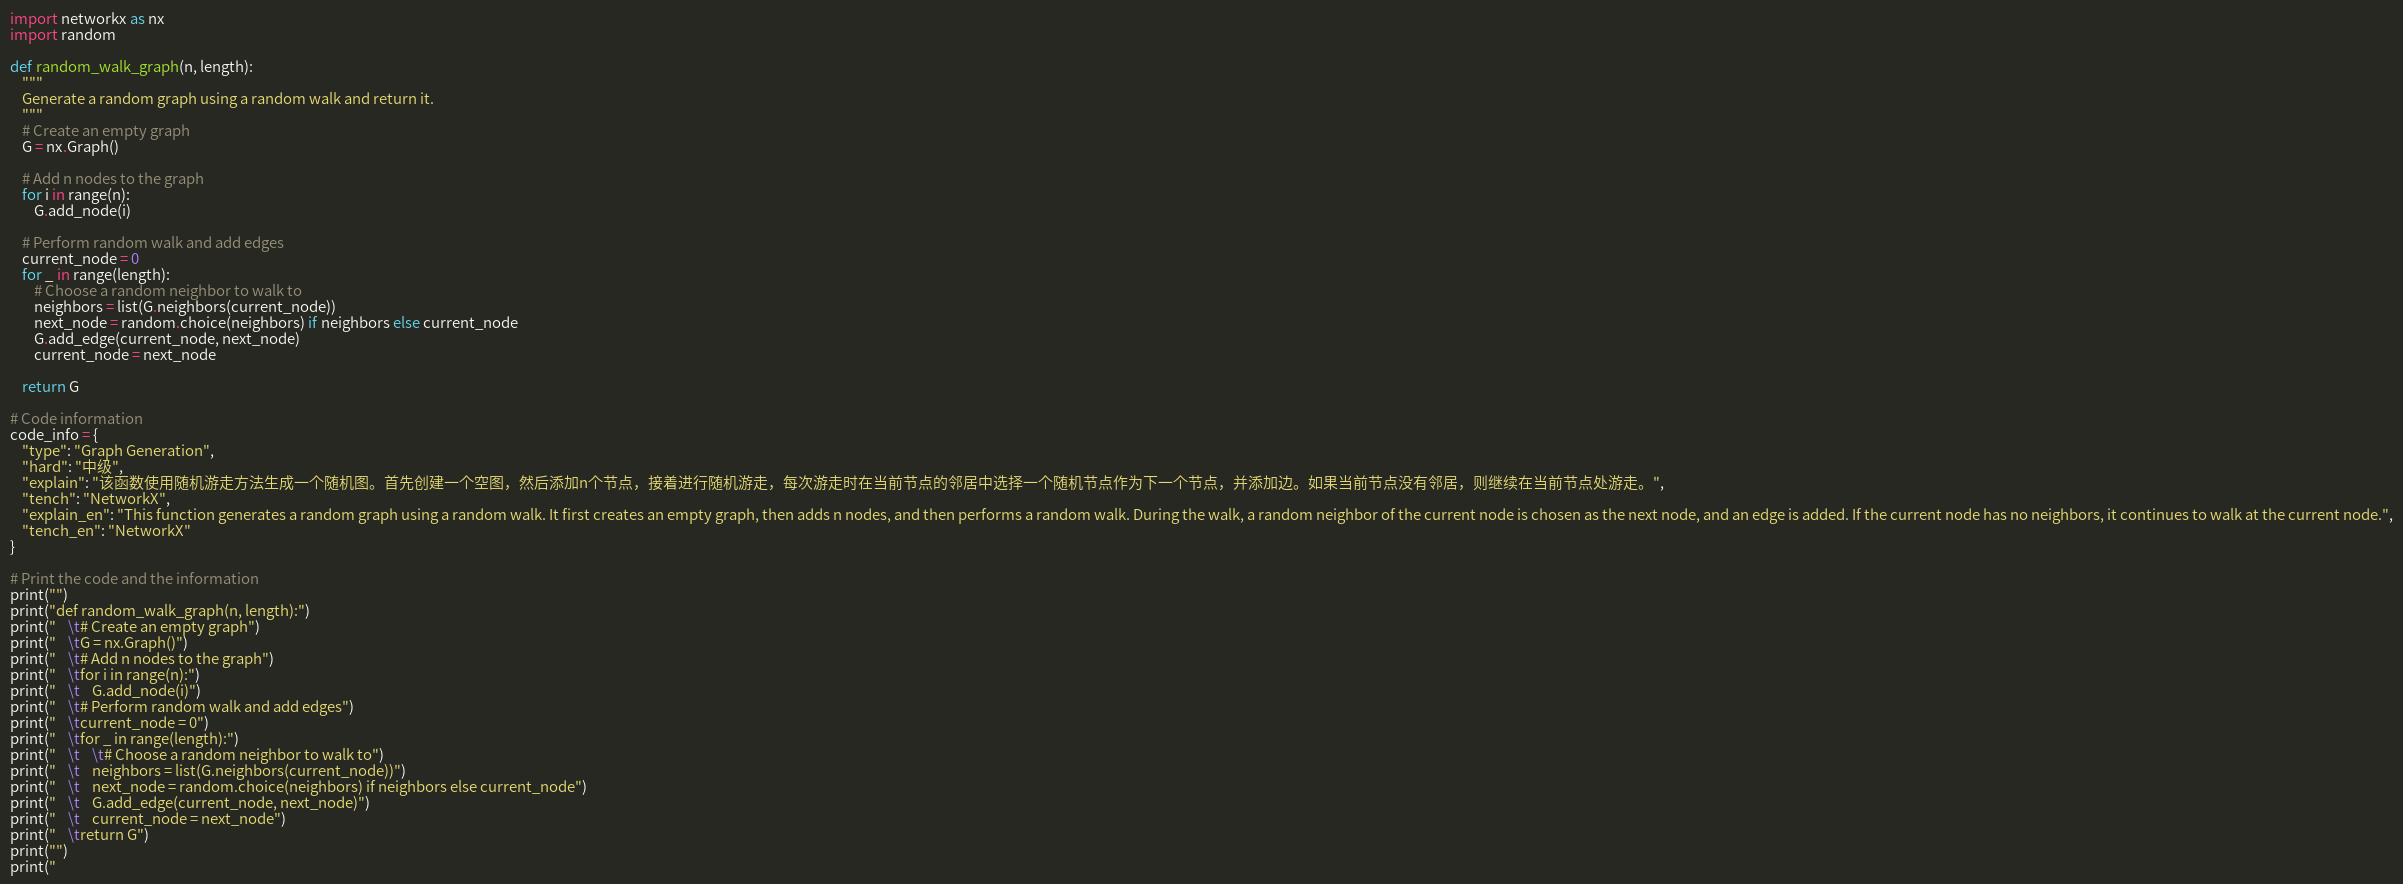 import networkx as nx
import random

def random_walk_graph(n, length):
    """
    Generate a random graph using a random walk and return it.
    """
    # Create an empty graph
    G = nx.Graph()

    # Add n nodes to the graph
    for i in range(n):
        G.add_node(i)

    # Perform random walk and add edges
    current_node = 0
    for _ in range(length):
        # Choose a random neighbor to walk to
        neighbors = list(G.neighbors(current_node))
        next_node = random.choice(neighbors) if neighbors else current_node
        G.add_edge(current_node, next_node)
        current_node = next_node

    return G

# Code information
code_info = {
    "type": "Graph Generation",
    "hard": "中级",
    "explain": "该函数使用随机游走方法生成一个随机图。首先创建一个空图，然后添加n个节点，接着进行随机游走，每次游走时在当前节点的邻居中选择一个随机节点作为下一个节点，并添加边。如果当前节点没有邻居，则继续在当前节点处游走。",
    "tench": "NetworkX",
    "explain_en": "This function generates a random graph using a random walk. It first creates an empty graph, then adds n nodes, and then performs a random walk. During the walk, a random neighbor of the current node is chosen as the next node, and an edge is added. If the current node has no neighbors, it continues to walk at the current node.",
    "tench_en": "NetworkX"
}

# Print the code and the information
print("")
print("def random_walk_graph(n, length):")
print("    \t# Create an empty graph")
print("    \tG = nx.Graph()")
print("    \t# Add n nodes to the graph")
print("    \tfor i in range(n):")
print("    \t    G.add_node(i)")
print("    \t# Perform random walk and add edges")
print("    \tcurrent_node = 0")
print("    \tfor _ in range(length):")
print("    \t    \t# Choose a random neighbor to walk to")
print("    \t    neighbors = list(G.neighbors(current_node))")
print("    \t    next_node = random.choice(neighbors) if neighbors else current_node")
print("    \t    G.add_edge(current_node, next_node)")
print("    \t    current_node = next_node")
print("    \treturn G")
print("")
print("